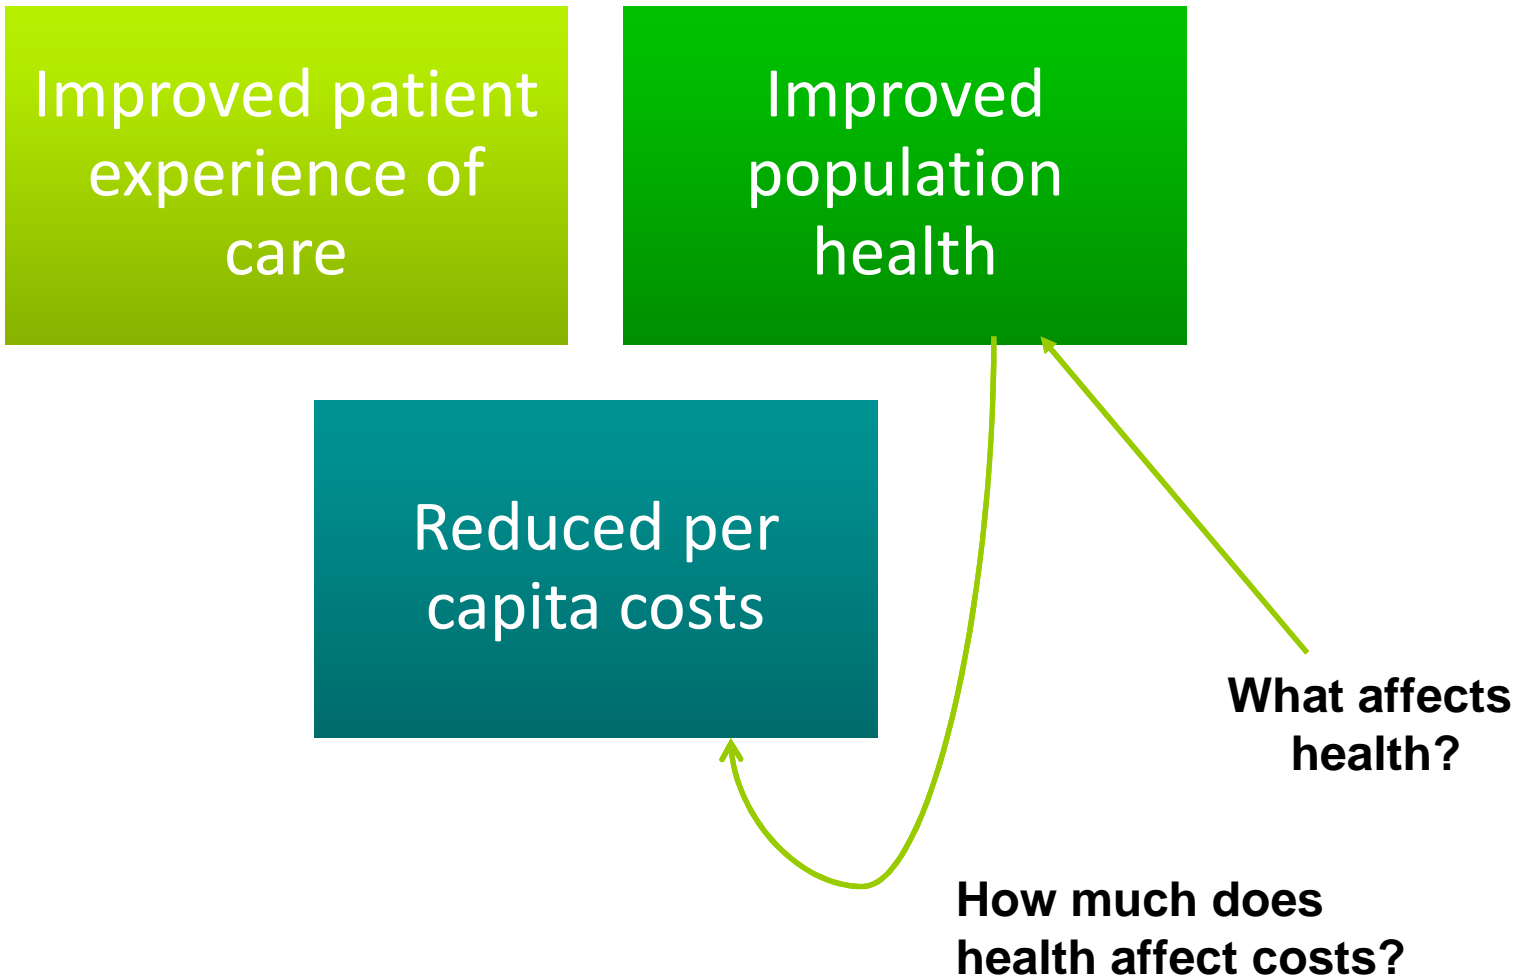 Improved patient
experience of
care
Improved
population
health
Reduced per
capita costs
What affects
health?
How much does
health affect costs?